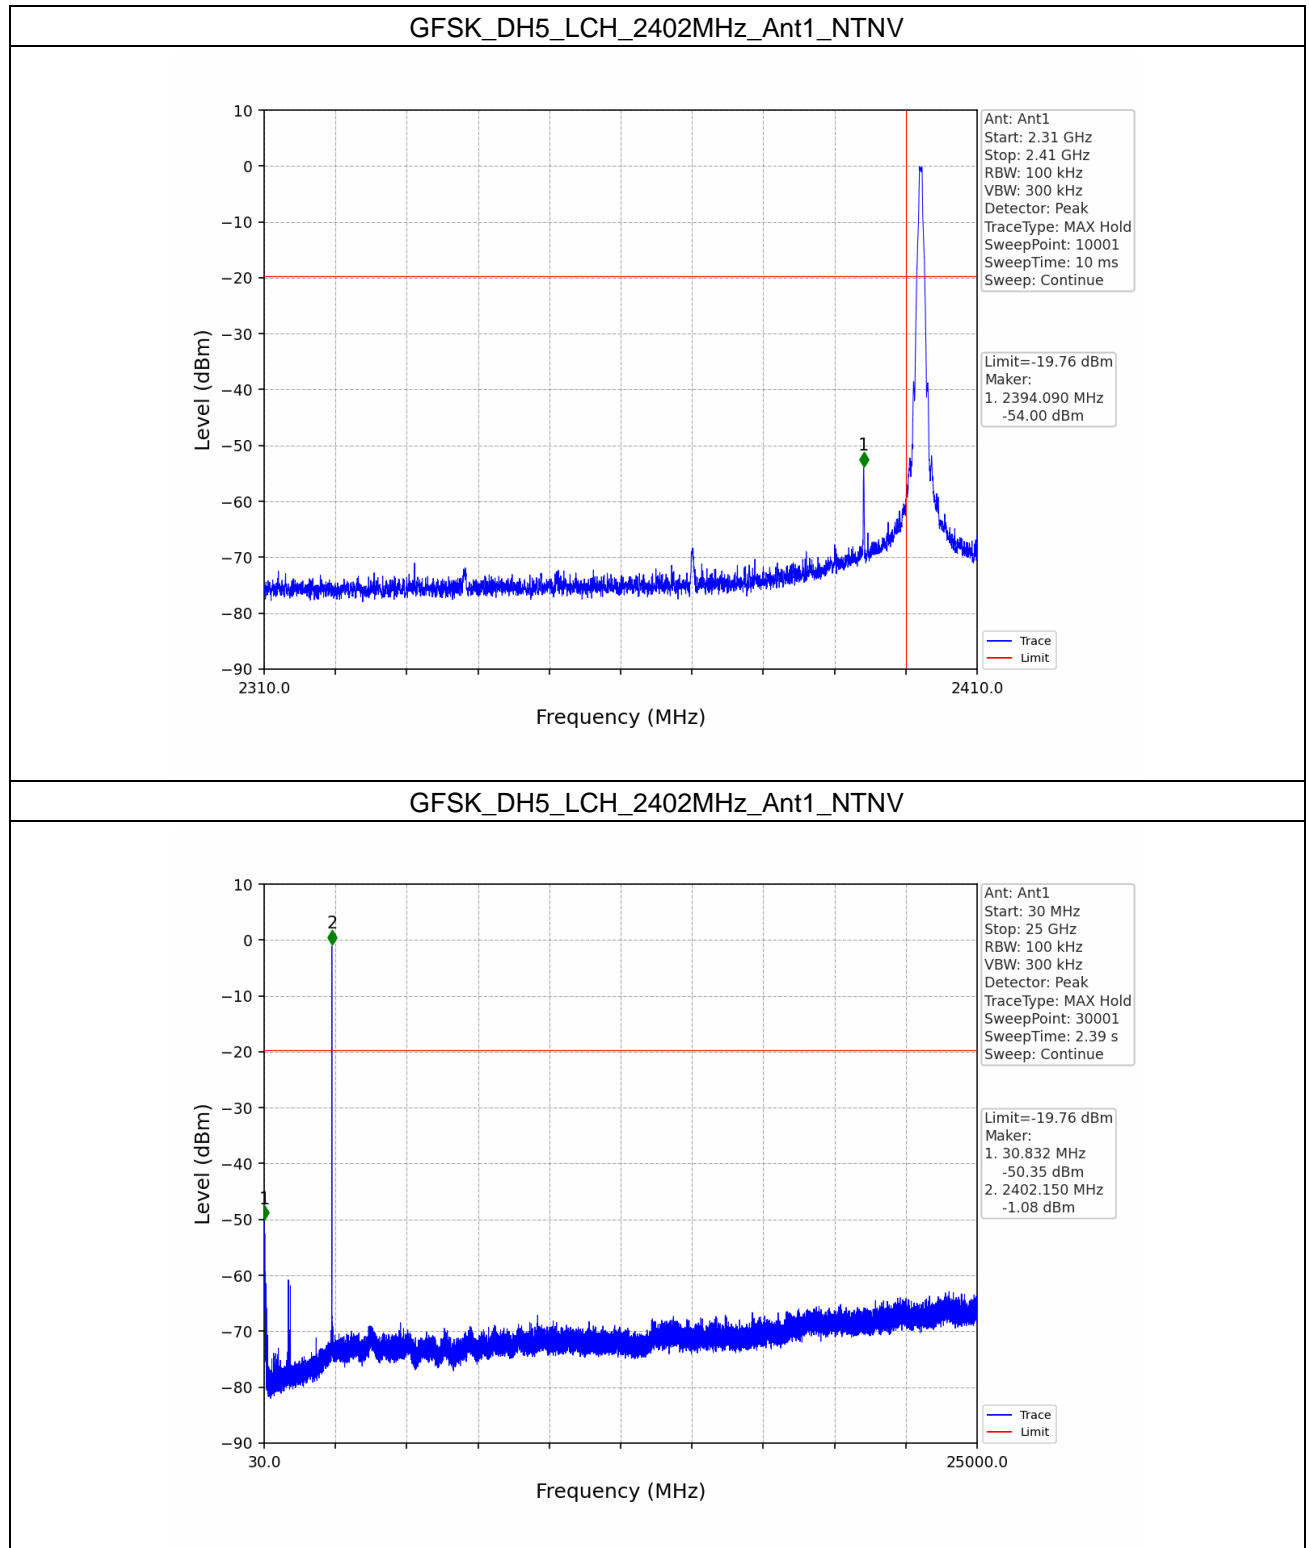 GFSK_DH5_LCH_2402MHz_Ant1_NTNV
10
0
−10
−20
−30
−40
−50
−60
−70
−80
−90
Level (dBm)
1
2310.0
2410.0
Frequency (MHz)
Ant: Ant1
Start: 2.31 GHz
Stop: 2.41 GHz
RBW: 100 kHz
VBW: 300 kHz
Detector: Peak
TraceType: MAX Hold
SweepPoint: 10001
SweepTime: 10 ms
Sweep: Continue
Limit=-19.76 dBm
Maker:
1. 2394.090 MHz
-54.00 dBm
Trace
Limit
GFSK_DH5_LCH_2402MHz_Ant1_NTNV
10
0
−10
−20
−30
−40
−50
−60
−70
−80
−90
Level (dBm)
1
2
30.0
25000.0
Frequency (MHz)
Ant: Ant1
Start: 30 MHz
Stop: 25 GHz
RBW: 100 kHz
VBW: 300 kHz
Detector: Peak
TraceType: MAX Hold
SweepPoint: 30001
SweepTime: 2.39 s
Sweep: Continue
Limit=-19.76 dBm
Maker:
1. 30.832 MHz
-50.35 dBm
2. 2402.150 MHz
-1.08 dBm
Trace
Limit